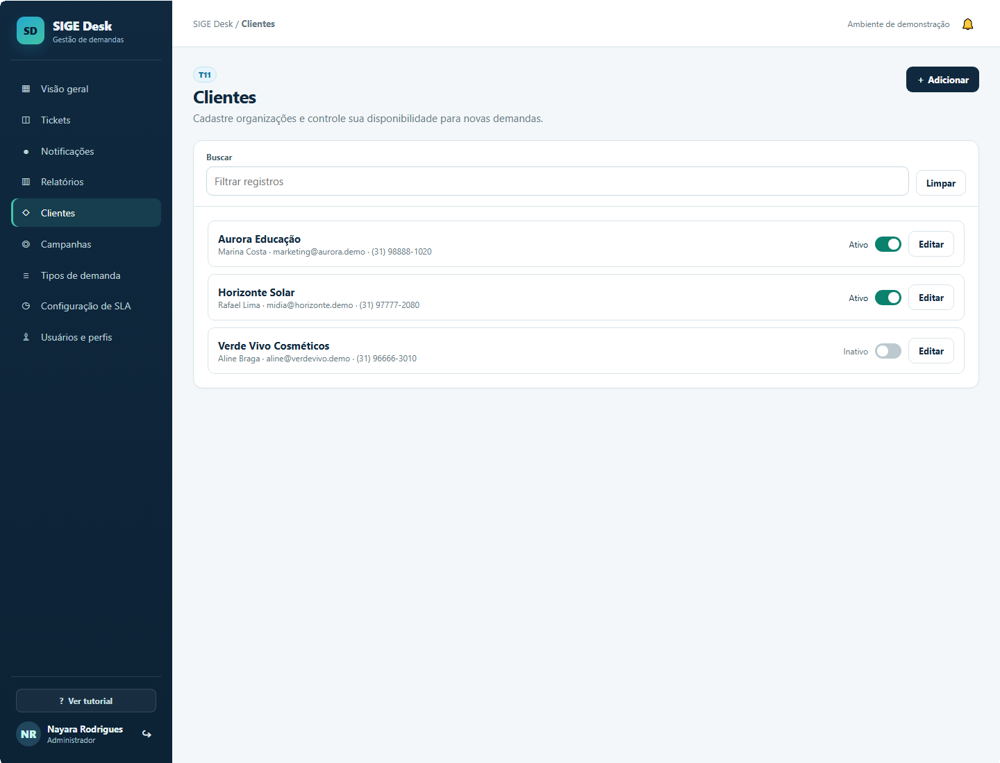 SD
SIGE Desk
Gestão de demandas
Visão geral
Tickets
Notificações
Relatórios
Clientes
Campanhas
Tipos de demanda
Configuração de SLA
Usuários e perfis
? Ver tutorial
NR
Nayara Rodrigues
Administrador
SIGE Desk / Clientes
Ambiente de demonstração
T11
Clientes
Cadastre organizações e controle sua disponibilidade para novas demandas.
+ Adicionar
Buscar
Filtrar registros
Limpar
Aurora Educação
Marina Costa · marketing@aurora.demo · (31) 98888-1020
Ativo
Editar
Horizonte Solar
Rafael Lima · midia@horizonte.demo · (31) 97777-2080
Ativo
Editar
Verde Vivo Cosméticos
Aline Braga · aline@verdevivo.demo · (31) 96666-3010
Inativo
Editar